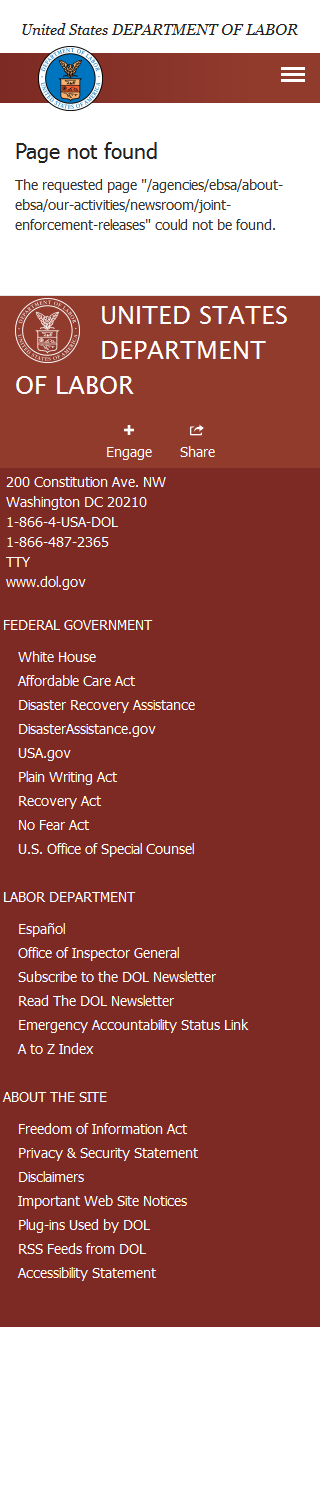 United States DEPARTMENT OF LABOR
Page not found
The requested page "/agencies/ebsa/about-
ebsa/our-activities/newsroom/joint-
enforcement-releases" could not be found.
UNITED STATES
DEPARTMENT
OF LABOR
Engage Share
200 Constitution Ave. NW
Washington DC 20210
1-866-4-USA-DOL
1-866-487-2365
TTY
www.dol.gov
FEDERAL GOVERNMENT
White House
Affordable Care Act
Disaster Recovery Assistance
DisasterAssistance.gov
USA.gov
Plain Writing Act
Recovery Act
No Fear Act
U.S. Office of Special Counsel
LABOR DEPARTMENT
Español
Office of Inspector General
Subscribe to the DOL Newsletter
Read The DOL Newsletter
Emergency Accountability Status Link
A to Z Index
ABOUT THE SITE
Freedom of Information Act
Privacy & Security Statement
Disclaimers
Important Web Site Notices
Plug-ins Used by DOL
RSS Feeds from DOL
Accessibility Statement